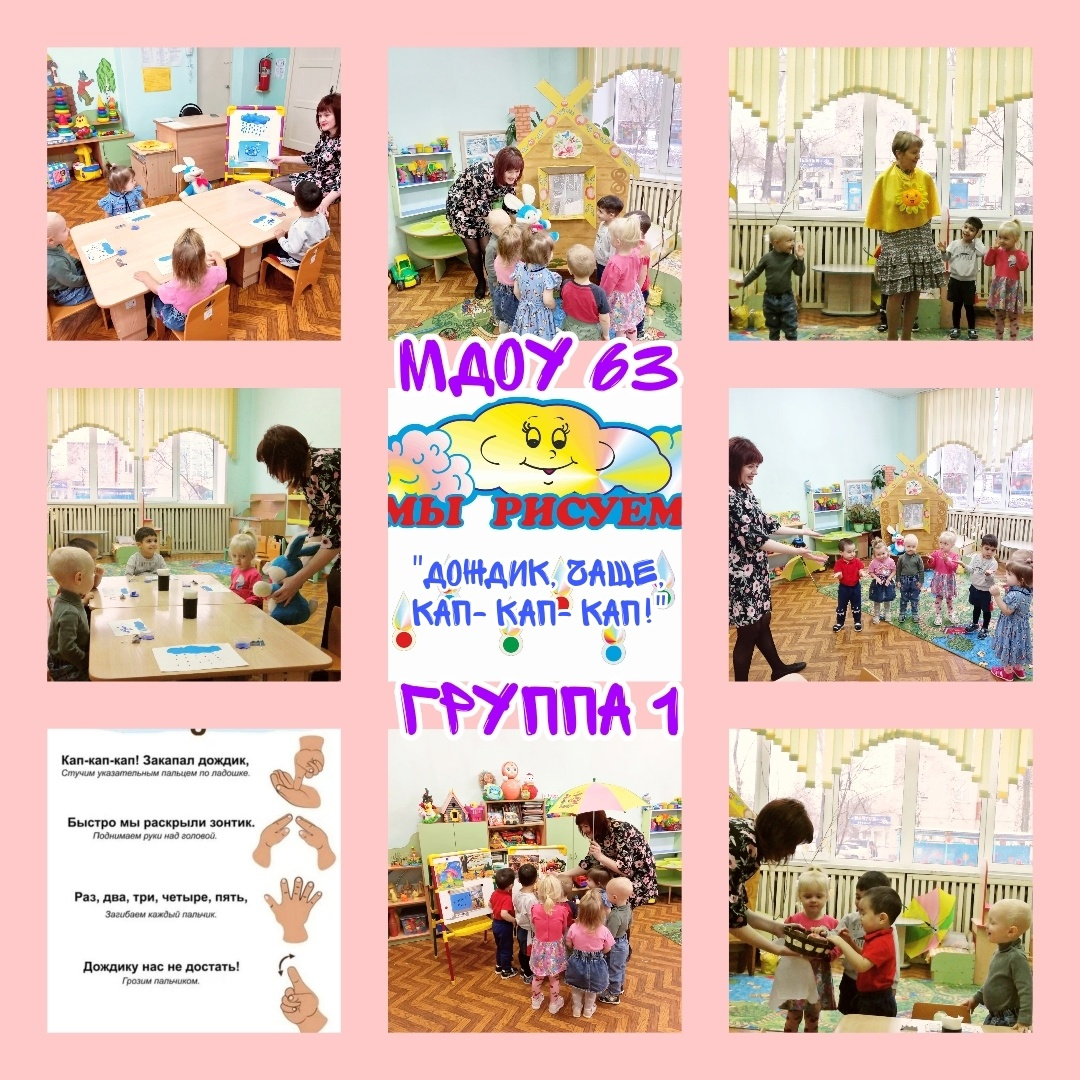 МДОУ 63
МЫ РИСУЕМ
"ДОЖДИК, ЧАЩЕ,
КАП- КАП- КАП!"
ГРУППА 1
Кап-кап-кап! Закапал дождик,
Стучим указательным пальцем по ладошке.
Быстро мы раскрыли зонтик.
Поднимаем руки над головой.
Раз, два, три, четыре, пять,
Загибаем каждый пальчик.
Дождику нас не достать!
Грозим пальчиком.